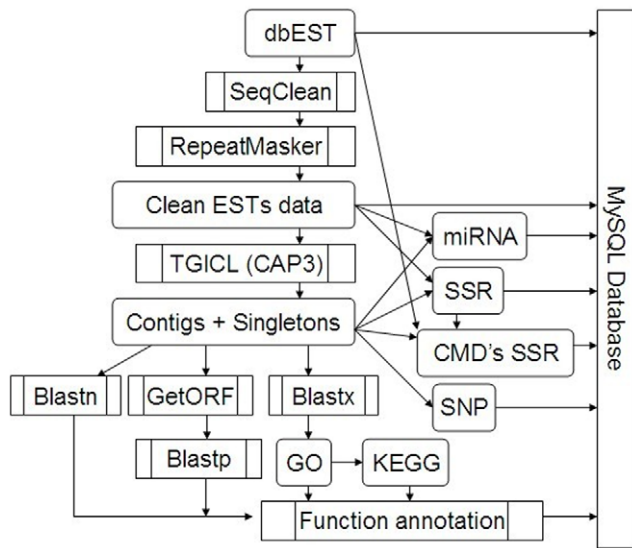 dbEST
SeqClean
RepeatMasker
Clean ESTs data
miRNA
TGICL (CAP3)
SSR
Contigs + Singletons
CMD's SSR
Blastn
GetORF
Blastx
SNP
Blastp
GO
KEGG
Function annotation
MySQL Database